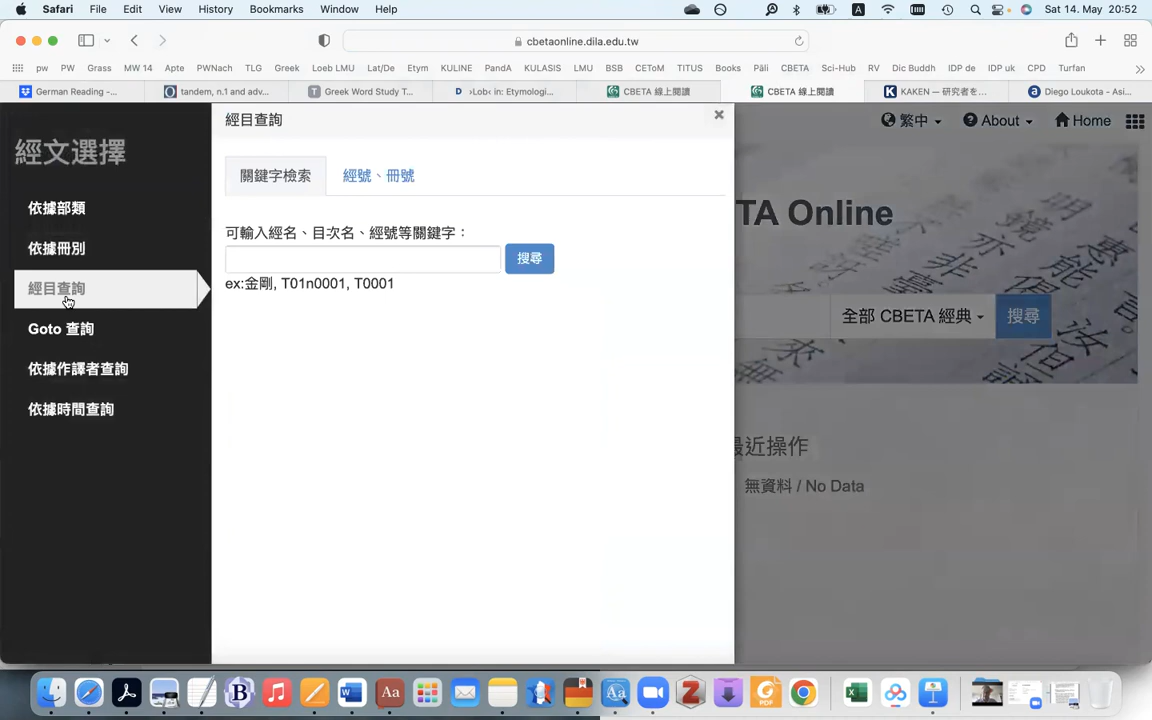 Safari File Edit View History Bookmarks Window Help
A
Sat 14. May 20:52
cbetaonline.dila.edu.tw
pw PW Grass MW 14 Apte PWNach TLG Greek Loeb LMU Lat/De Etym KULINE PandA KULASIS LMU BSB CEToM TITUS Books Pāli CBETA Sci-Hub RV Dic Buddh IDP de IDP uk CPD Turfan
German Reading -...
tandem, n.1 and adv...
Greek Word Study T...
›Lob‹ in: Etymologi...
CBETA 線上閱讀
CBETA 線上閱讀
KAKEN — 研究者を...
Diego Loukota - Asi...
經文選擇
依據部類
依據冊別
經目查詢
Goto 查詢
依據作譯者查詢
依據時間查詢
經目查詢
×
關鍵字檢索
經號、冊號
可輸入經名、目次名、經號等關鍵字：
搜尋
ex:金剛, T01n0001, T0001
繁中
About
Home
TA Online
全部 CBETA 經典
搜尋
最近操作
無資料 / No Data